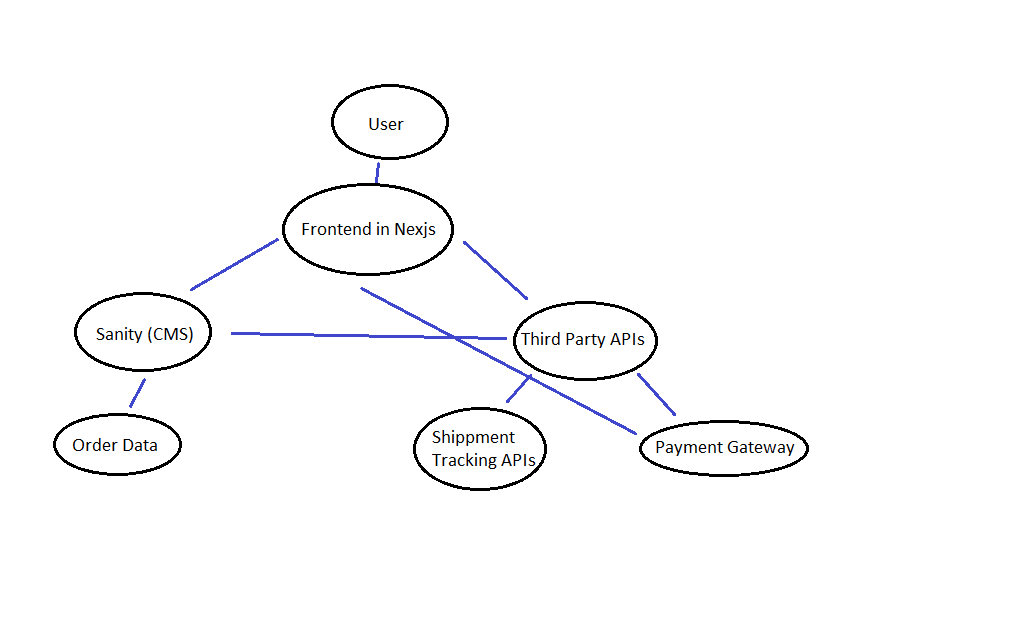 User
Frontend in Nexjs
Sanity (CMS)
Third Party APIs
Order Data
Shippment
Tracking APIs
Payment Gateway